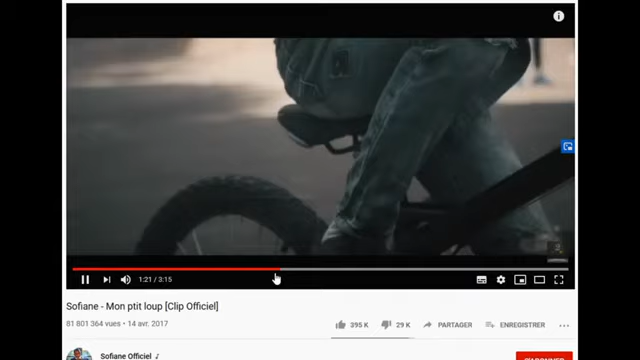 1:21 / 3:15
Sofiane - Mon ptit loup [Clip Officiel]
81 801 364 vues • 14 avr. 2017
395 K
29 K
PARTAGER
ENREGISTRER
Sofiane Officiel
S'ABONNER